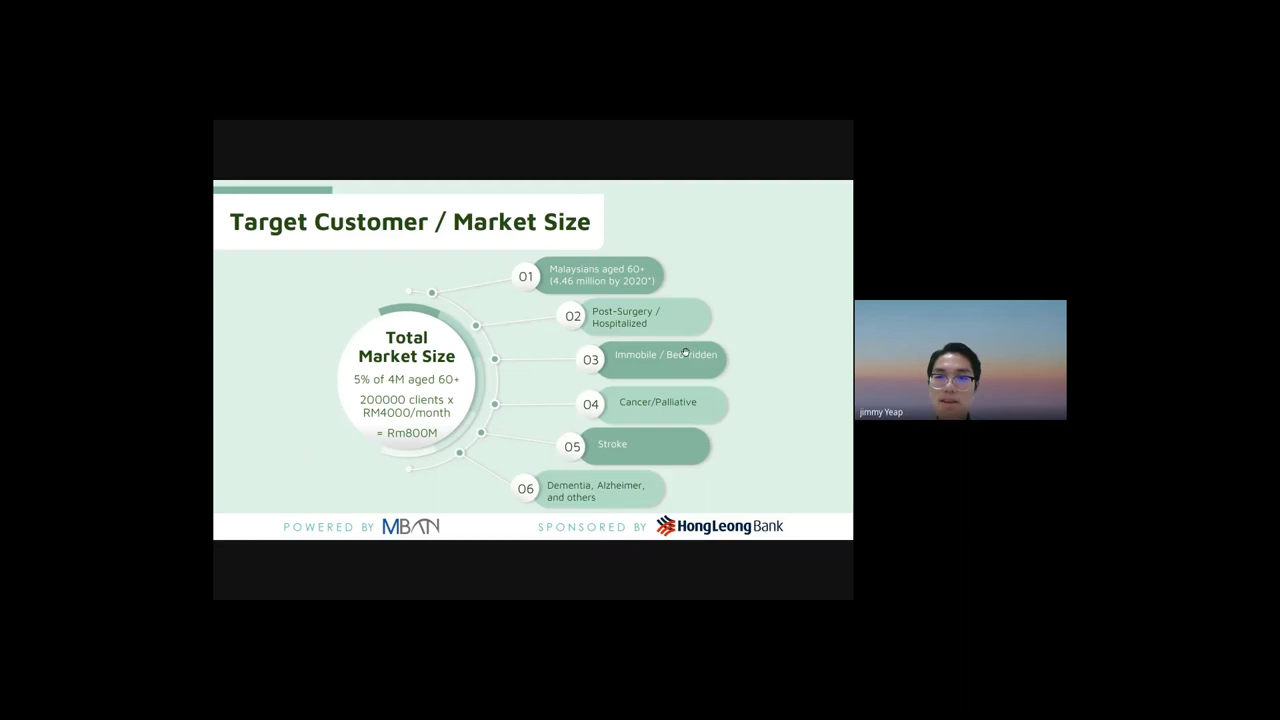 Target Customer / Market Size
Total
Market Size
5% of 4M aged 60+
200000 clients x
RM4000/month
= Rm800M
01
Malaysians aged 60+
(4.46 million by 2020*)
02
Post-Surgery /
Hospitalized
03
Immobile / Bedridden
04
Cancer/Palliative
05
Stroke
06
Dementia, Alzheimer,
and others
POWERED BY MBAN
SPONSORED BY HongLeong Bank
jimmy Yeap